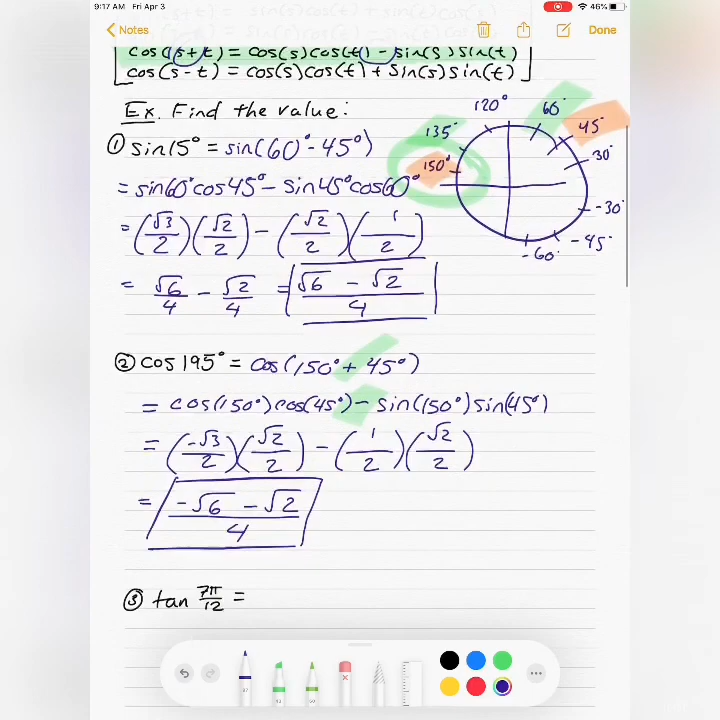 9:17 AM Fri Apr 3
46%
Notes
Done
cos(s+t) = cos(s)cos(t) - sin(s)sin(t)
cos(s-t) = cos(s)cos(t) + sin(s)sin(t)
Ex. Find the value:
120°
60°
135°
45°
150°
30°
-30°
-45°
-60°
① sin15° = sin(60° - 45°)
= sin60°cos45° - sin45°cos60°
= (√3/2)(√2/2) - (√2/2)(1/2)
= √6/4 - √2/4 = (√6 - √2)/4
② cos195° = cos(150° + 45°)
= cos(150°)cos(45°) - sin(150°)sin(45°)
= (-√3/2)(√2/2) - (1/2)(√2/2)
= (-√6 - √2)/4
③ tan 7π/12 =